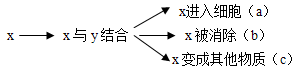 x进入细胞（a）
x → x与y结合 → x被消除（b）
x变成其他物质（c）